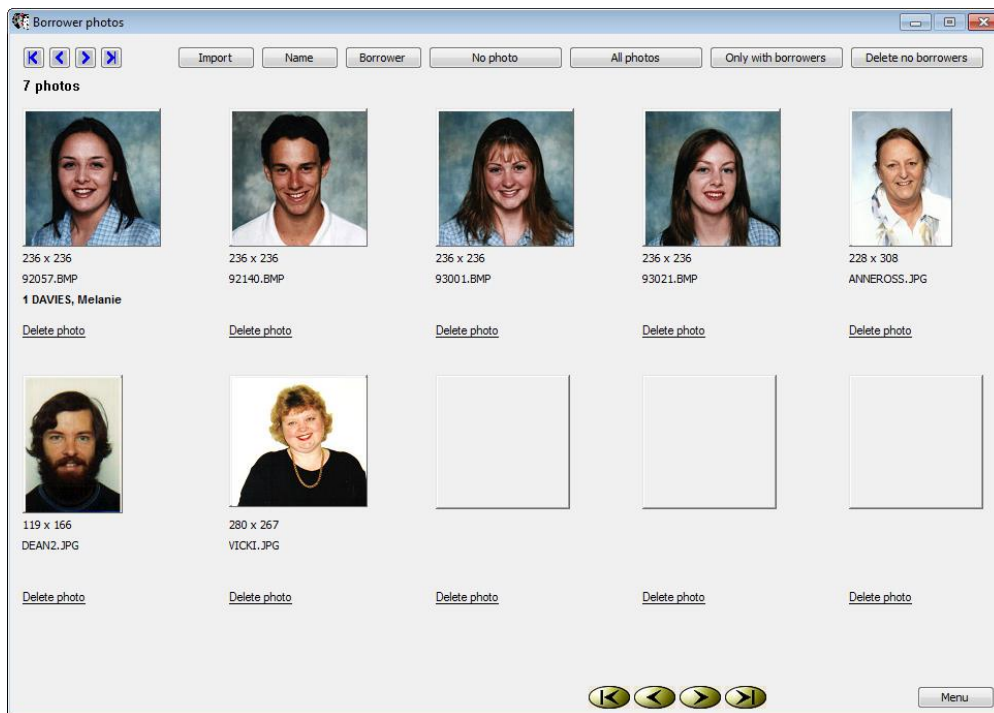 Borrower photos
Import Name Borrower No photo All photos Only with borrowers Delete no borrowers
7 photos
236 x 236 236 x 236 236 x 236 236 x 236 228 x 308
92057.BMP 92140.BMP 93001.BMP 93021.BMP ANNEROSS.JPG
1 DAVIES, Melanie
Delete photo Delete photo Delete photo Delete photo Delete photo
119 x 166 280 x 267
DEAN2.JPG VICKI.JPG
Delete photo Delete photo Delete photo Delete photo Delete photo
Menu